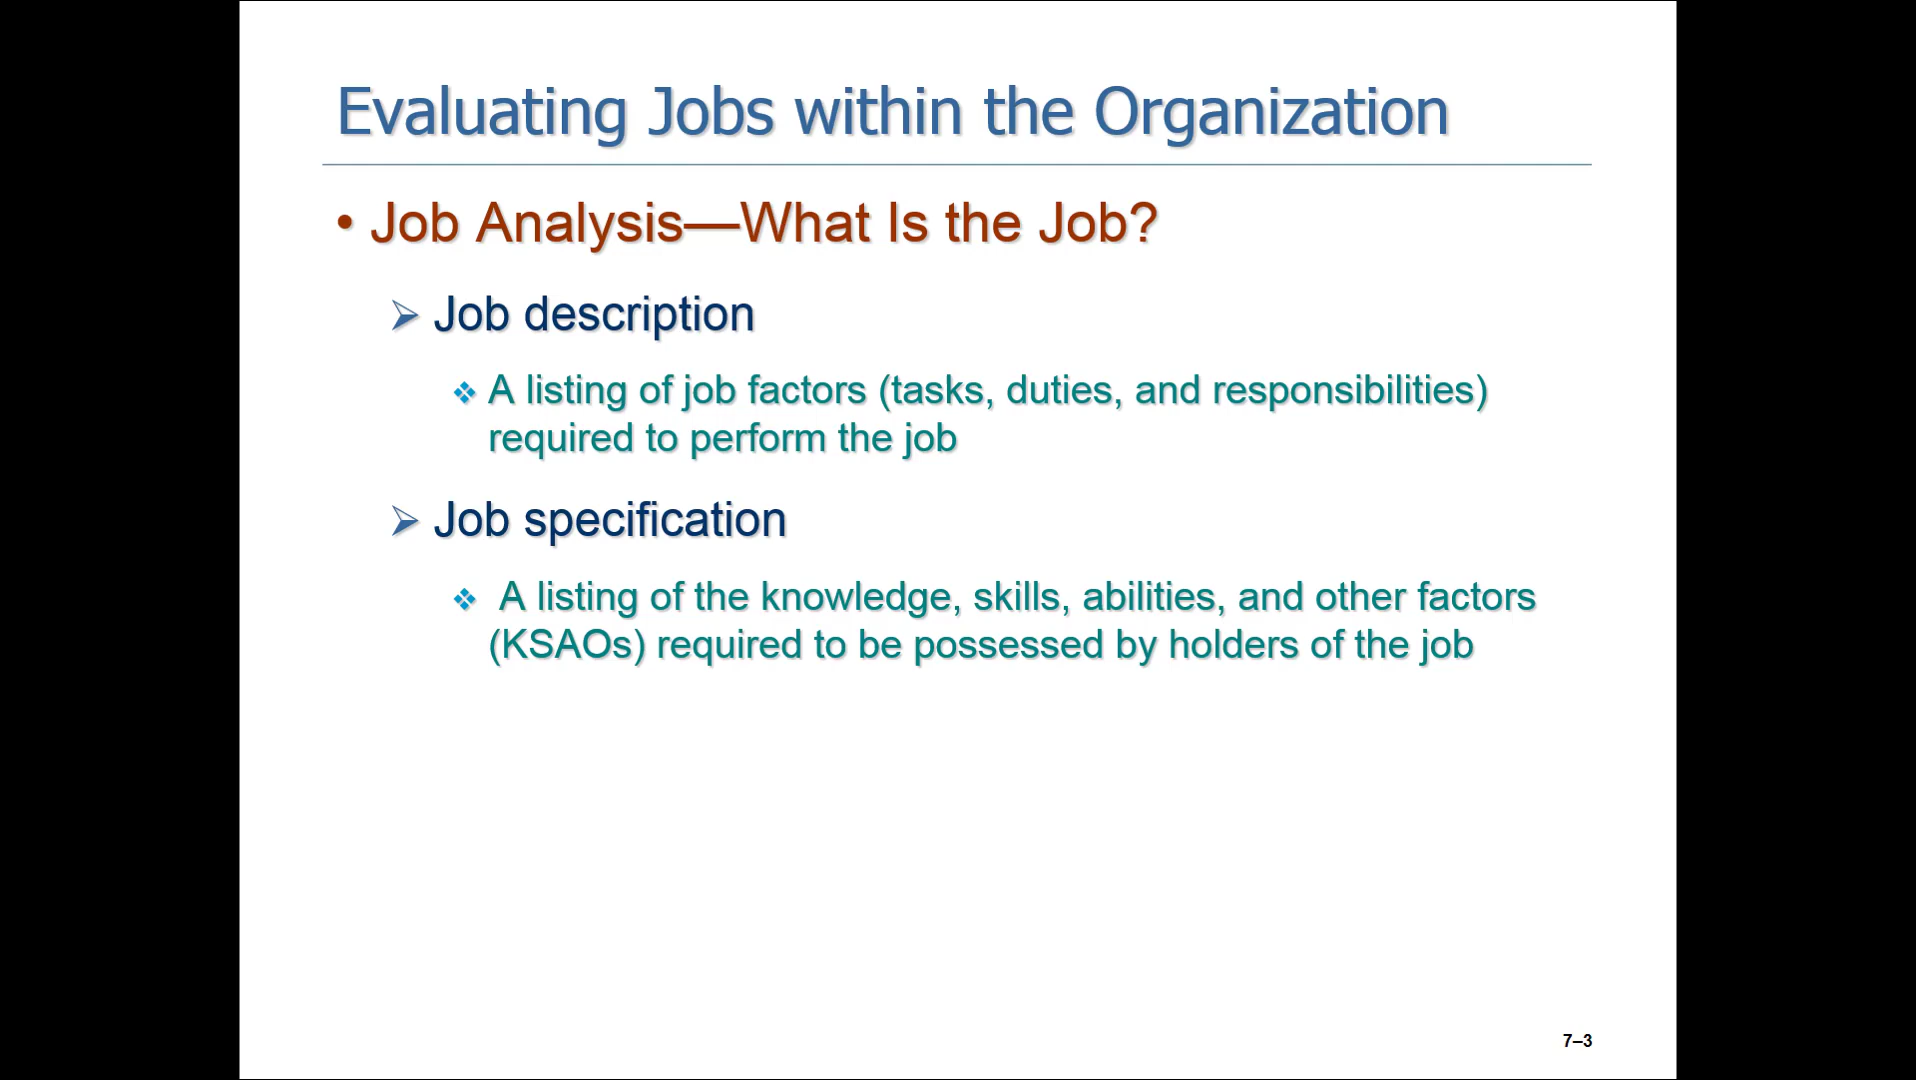 Evaluating Jobs within the Organization
• Job Analysis—What Is the Job?
➢ Job description
❖ A listing of job factors (tasks, duties, and responsibilities)
required to perform the job
➢ Job specification
❖ A listing of the knowledge, skills, abilities, and other factors
(KSAOs) required to be possessed by holders of the job
7–3